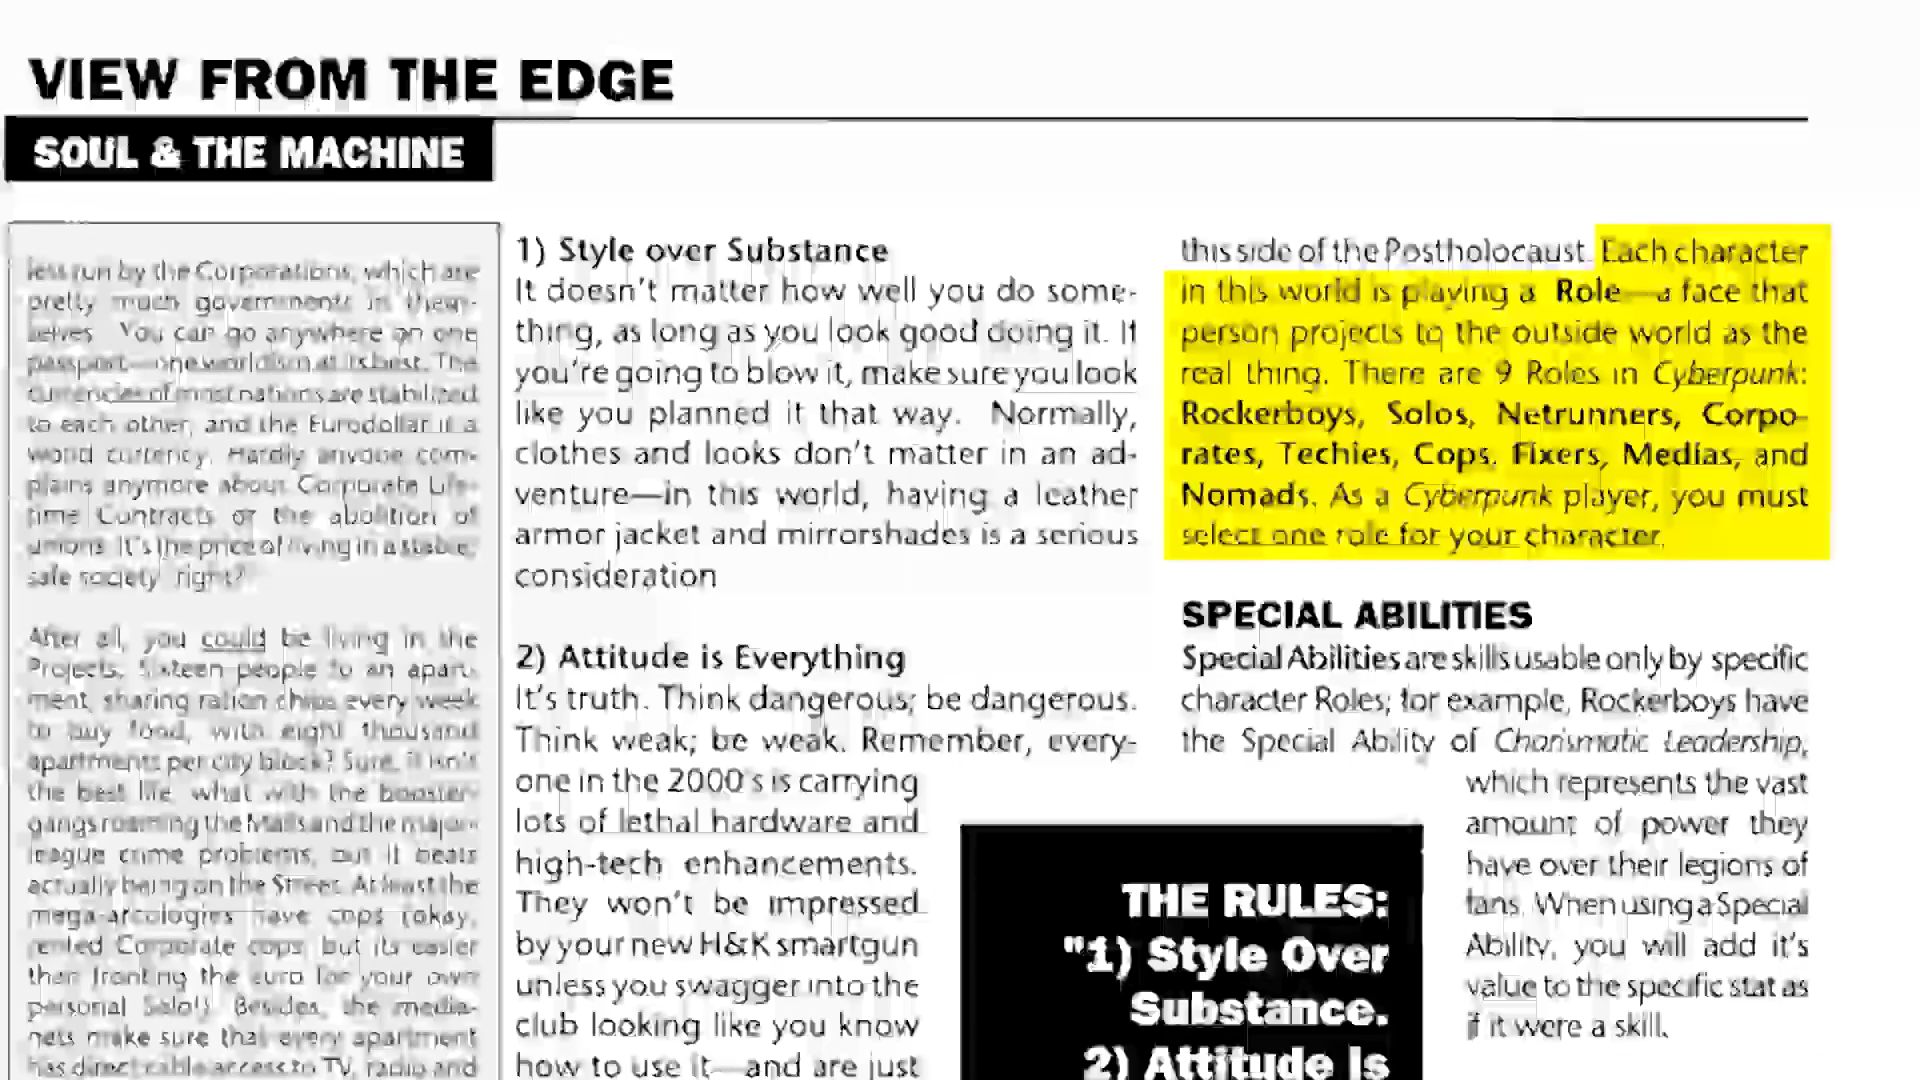 VIEW FROM THE EDGE
SOUL & THE MACHINE
less run by the Corporations, which are
pretty much governments in them-
selves. You can go anywhere on one
passport—one worldism at its best. The
currencies of most nations are stabilized
to each other, and the Eurodollar is a
world currency. Hardly anyone com-
plains anymore about Corporate Life-
time Contracts or the abolition of
unions. It's the price of living in a stable,
safe society, right?
After all, you could be living in the
Projects. Sixteen people to an apart-
ment, sharing ration chips every week
to buy food, with eight thousand
apartments per city block? Sure, it isn't
the best life, what with the booster-
gangs roaming the Malls and the major-
league crime problems, but it beats
actually being on the Street. At least the
mega-arcologies have cops (okay,
rented Corporate cops, but its easier
then fronting the euro for your own
personal Solo!). Besides, the media-
nets make sure that every apartment
has direct cable access to TV, radio and
1) Style over Substance
It doesn't matter how well you do some-
thing, as long as you look good doing it. If
you're going to blow it, make sure you look
like you planned it that way. Normally,
clothes and looks don't matter in an ad-
venture—in this world, having a leather
armor jacket and mirrorshades is a serious
consideration
2) Attitude is Everything
It's truth. Think dangerous; be dangerous.
Think weak; be weak. Remember, every-
one in the 2000's is carrying
lots of lethal hardware and
high-tech enhancements.
They won't be impressed
by your new H&K smartgun
unless you swagger into the
club looking like you know
how to use it—and are just
this side of the Postholocaust. Each character
in this world is playing a Role—a face that
person projects to the outside world as the
real thing. There are 9 Roles in Cyberpunk:
Rockerboys, Solos, Netrunners, Corpo-
rates, Techies, Cops, Fixers, Medias, and
Nomads. As a Cyberpunk player, you must
select one role for your character.
SPECIAL ABILITIES
Special Abilities are skills usable only by specific
character Roles; for example, Rockerboys have
the Special Ability of Charismatic Leadership,
which represents the vast
amount of power they
have over their legions of
fans. When using a Special
Ability, you will add it's
value to the specific stat as
if it were a skill.
THE RULES:
"1) Style Over
Substance.
2) Attitude Is